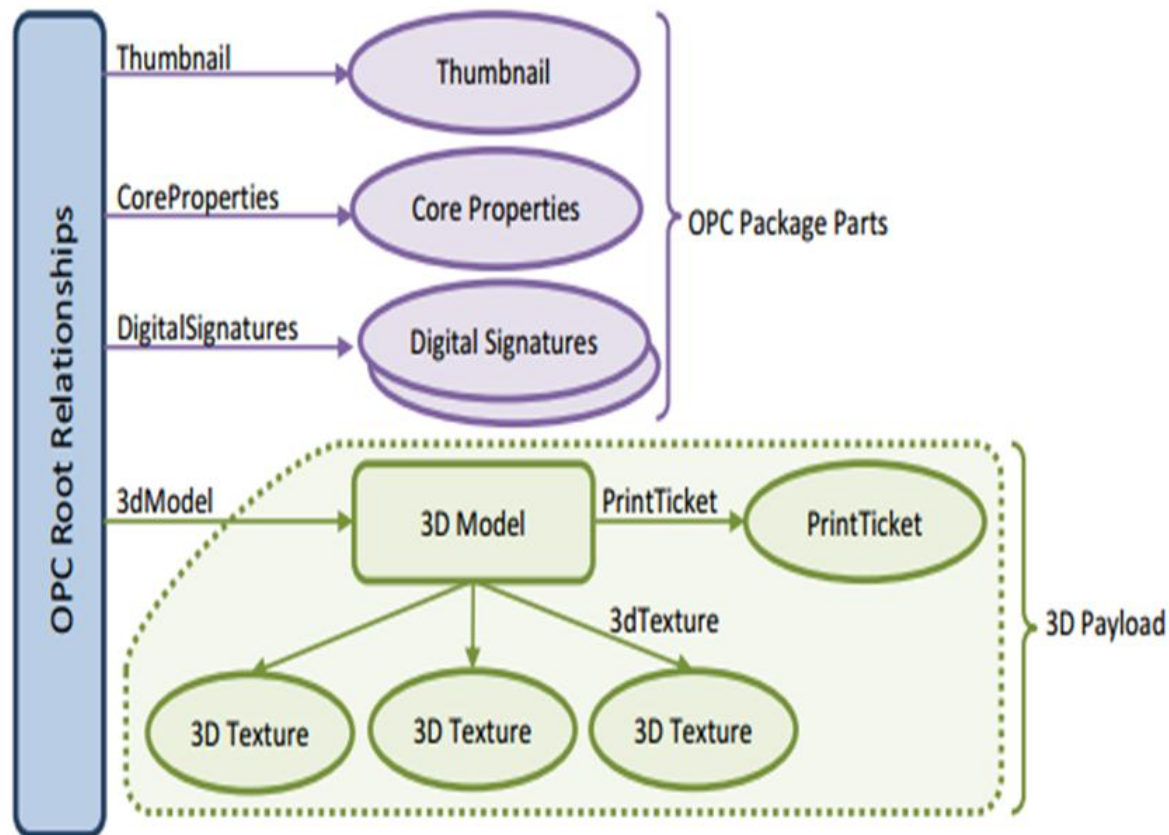 OPC Root Relationships
Thumbnail
Thumbnail
CoreProperties
Core Properties
OPC Package Parts
DigitalSignatures
Digital Signatures
3dModel
3D Model
PrintTicket
PrintTicket
3dTexture
3D Payload
3D Texture
3D Texture
3D Texture